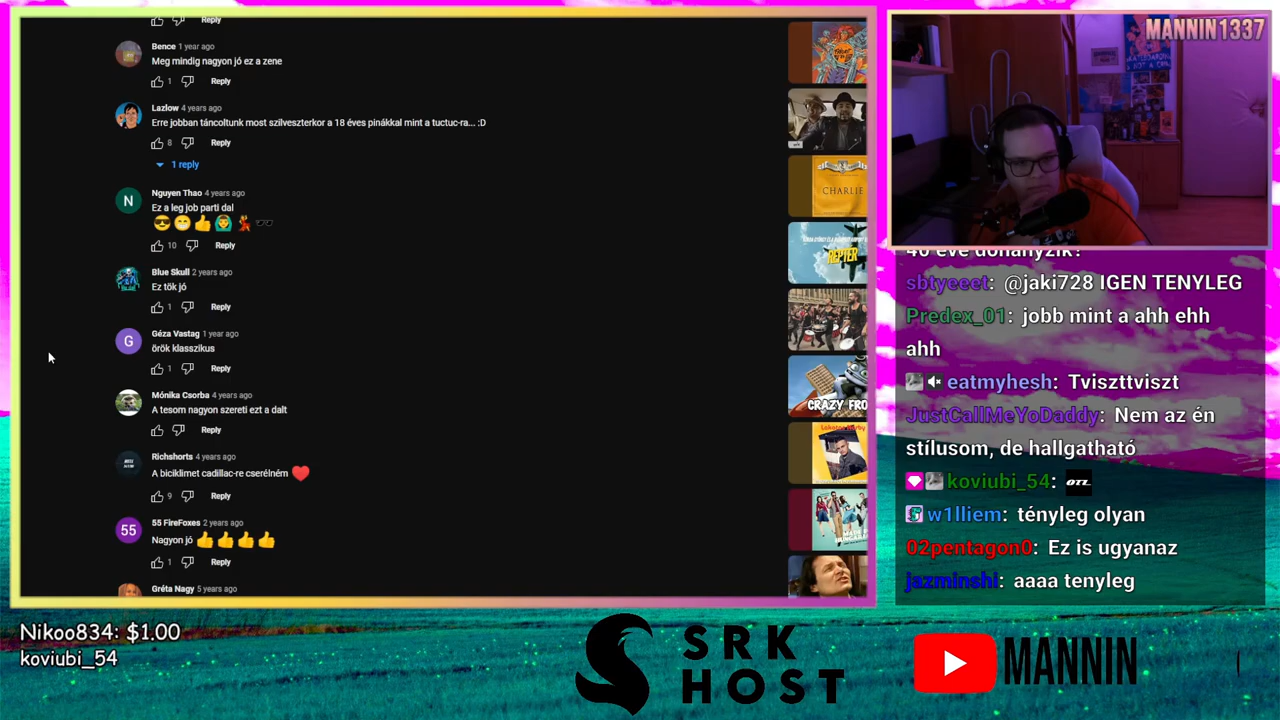 Reply
Bence 1 year ago
Meg mindig nagyon jó ez a zene
1 Reply
Lazlow 4 years ago
Erre jobban táncoltunk most szilveszterkor a 18 éves pinákkal mint a tuctuc-ra... :D
8 Reply
1 reply
N
Nguyen Thao 4 years ago
Ez a leg job parti dal
😎😁👍🙆‍♂️💃🕶
10 Reply
Blue Skull 2 years ago
Ez tök jó
1 Reply
G
Géza Vastag 1 year ago
örök klasszikus
1 Reply
Mónika Csorba 4 years ago
A tesom nagyon szereti ezt a dalt
Reply
Richshorts 4 years ago
A biciklimet cadillac-re cserélném ❤
9 Reply
55
55 FireFoxes 2 years ago
Nagyon jó 👍👍👍👍
1 Reply
Gréta Nagy 5 years ago
CHARLIE
REPTER
CRAZY FRO
MANNIN1337
40 éve dohányzik?
sbtyeeet: @jaki728 IGEN TENYLEG
Predex_01: jobb mint a ahh ehh
ahh
eatmyhesh: Tviszttviszt
JustCallMeYoDaddy: Nem az én
stílusom, de hallgatható
koviubi_54: OTL
w1lliem: tényleg olyan
02pentagon0: Ez is ugyanaz
jazminshi: aaaa tenyleg
Nikoo834: $1.00
koviubi_54
SRK
HOST
MANNIN